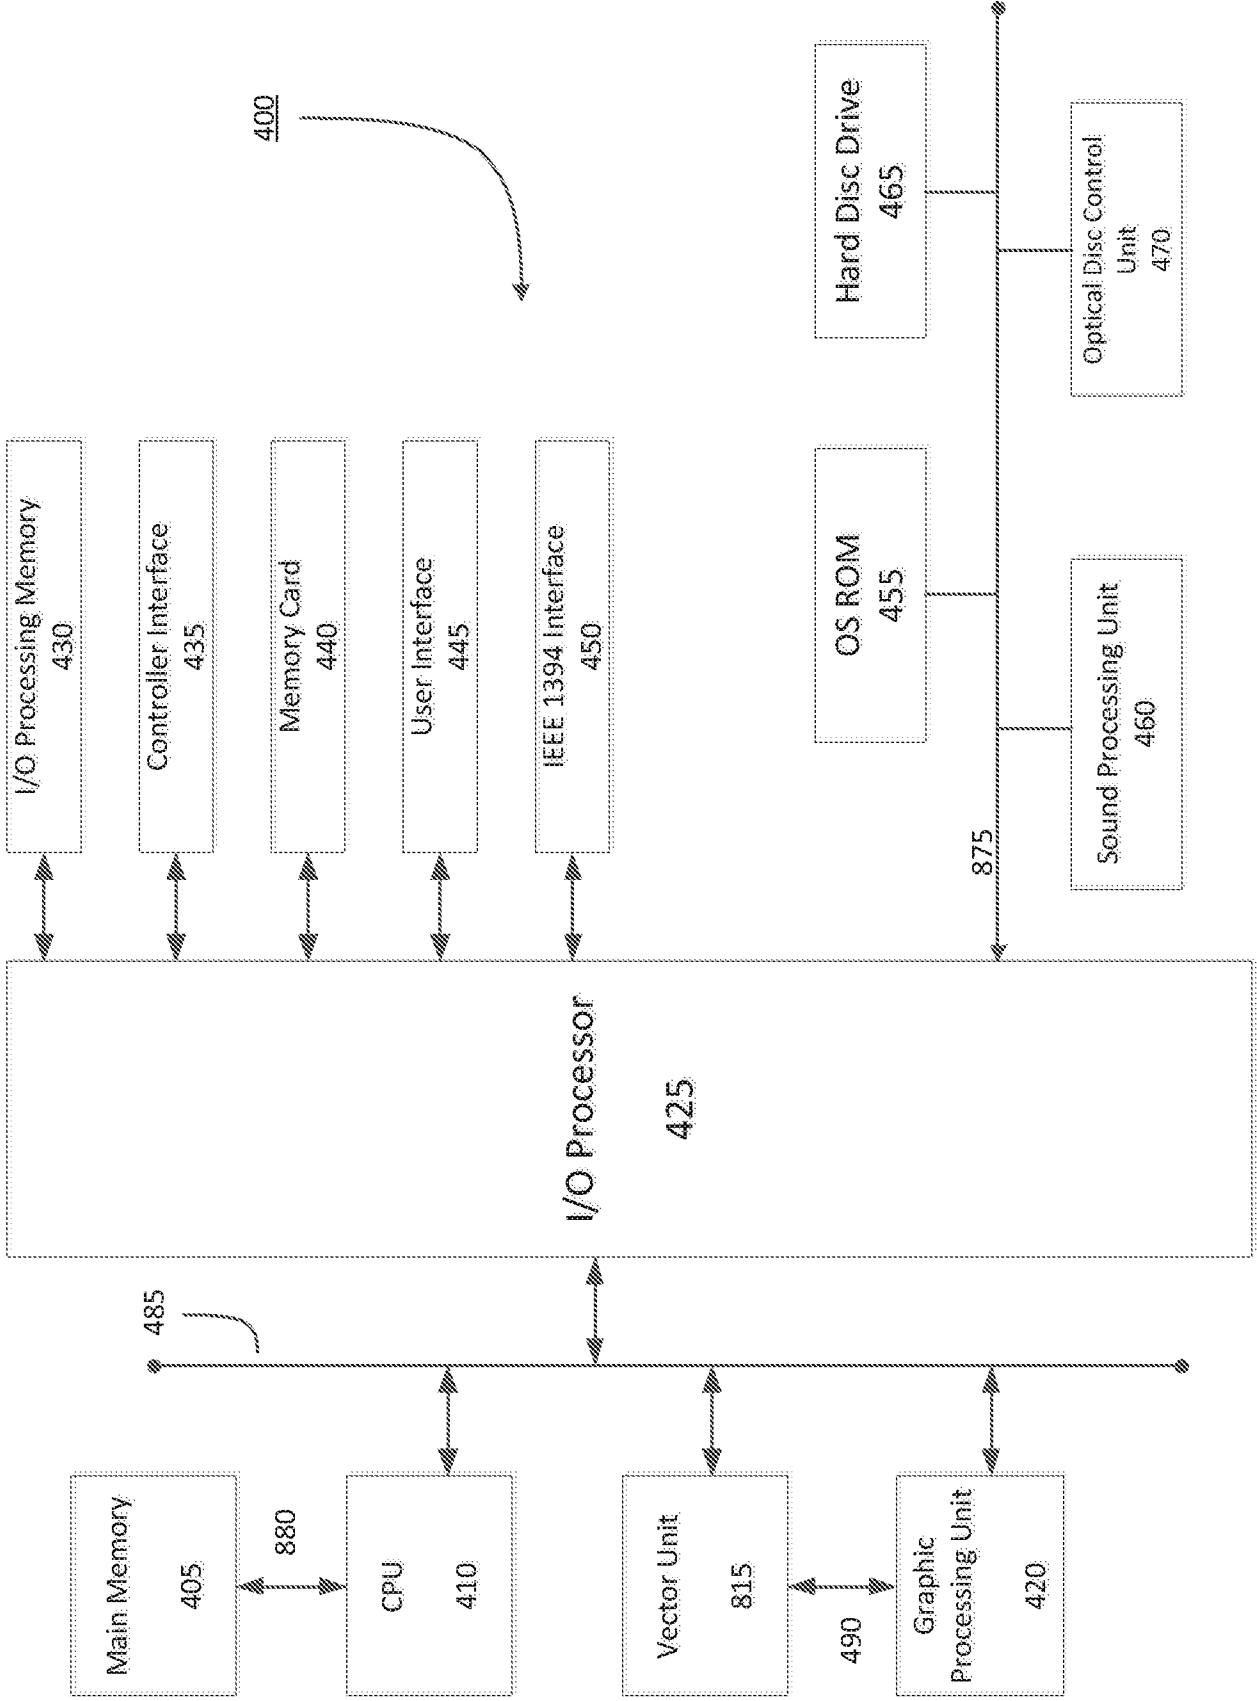 400
Main Memory
405
880
CPU
410
Vector Unit
815
490
Graphic
Processing Unit
420
485
I/O Processor
425
I/O Processing Memory
430
Controller Interface
435
Memory Card
440
User Interface
445
IEEE 1394 Interface
450
875
OS ROM
455
Hard Disc Drive
465
Sound Processing Unit
460
Optical Disc Control
Unit
470